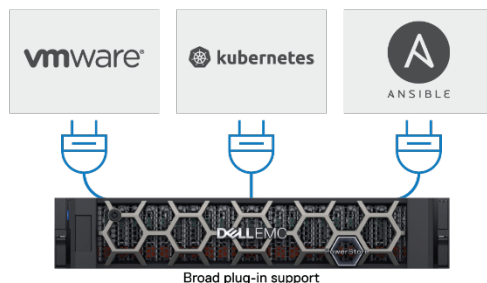 vmware®
kubernetes
ANSIBLE
DELLEMC
Broad plug-in support